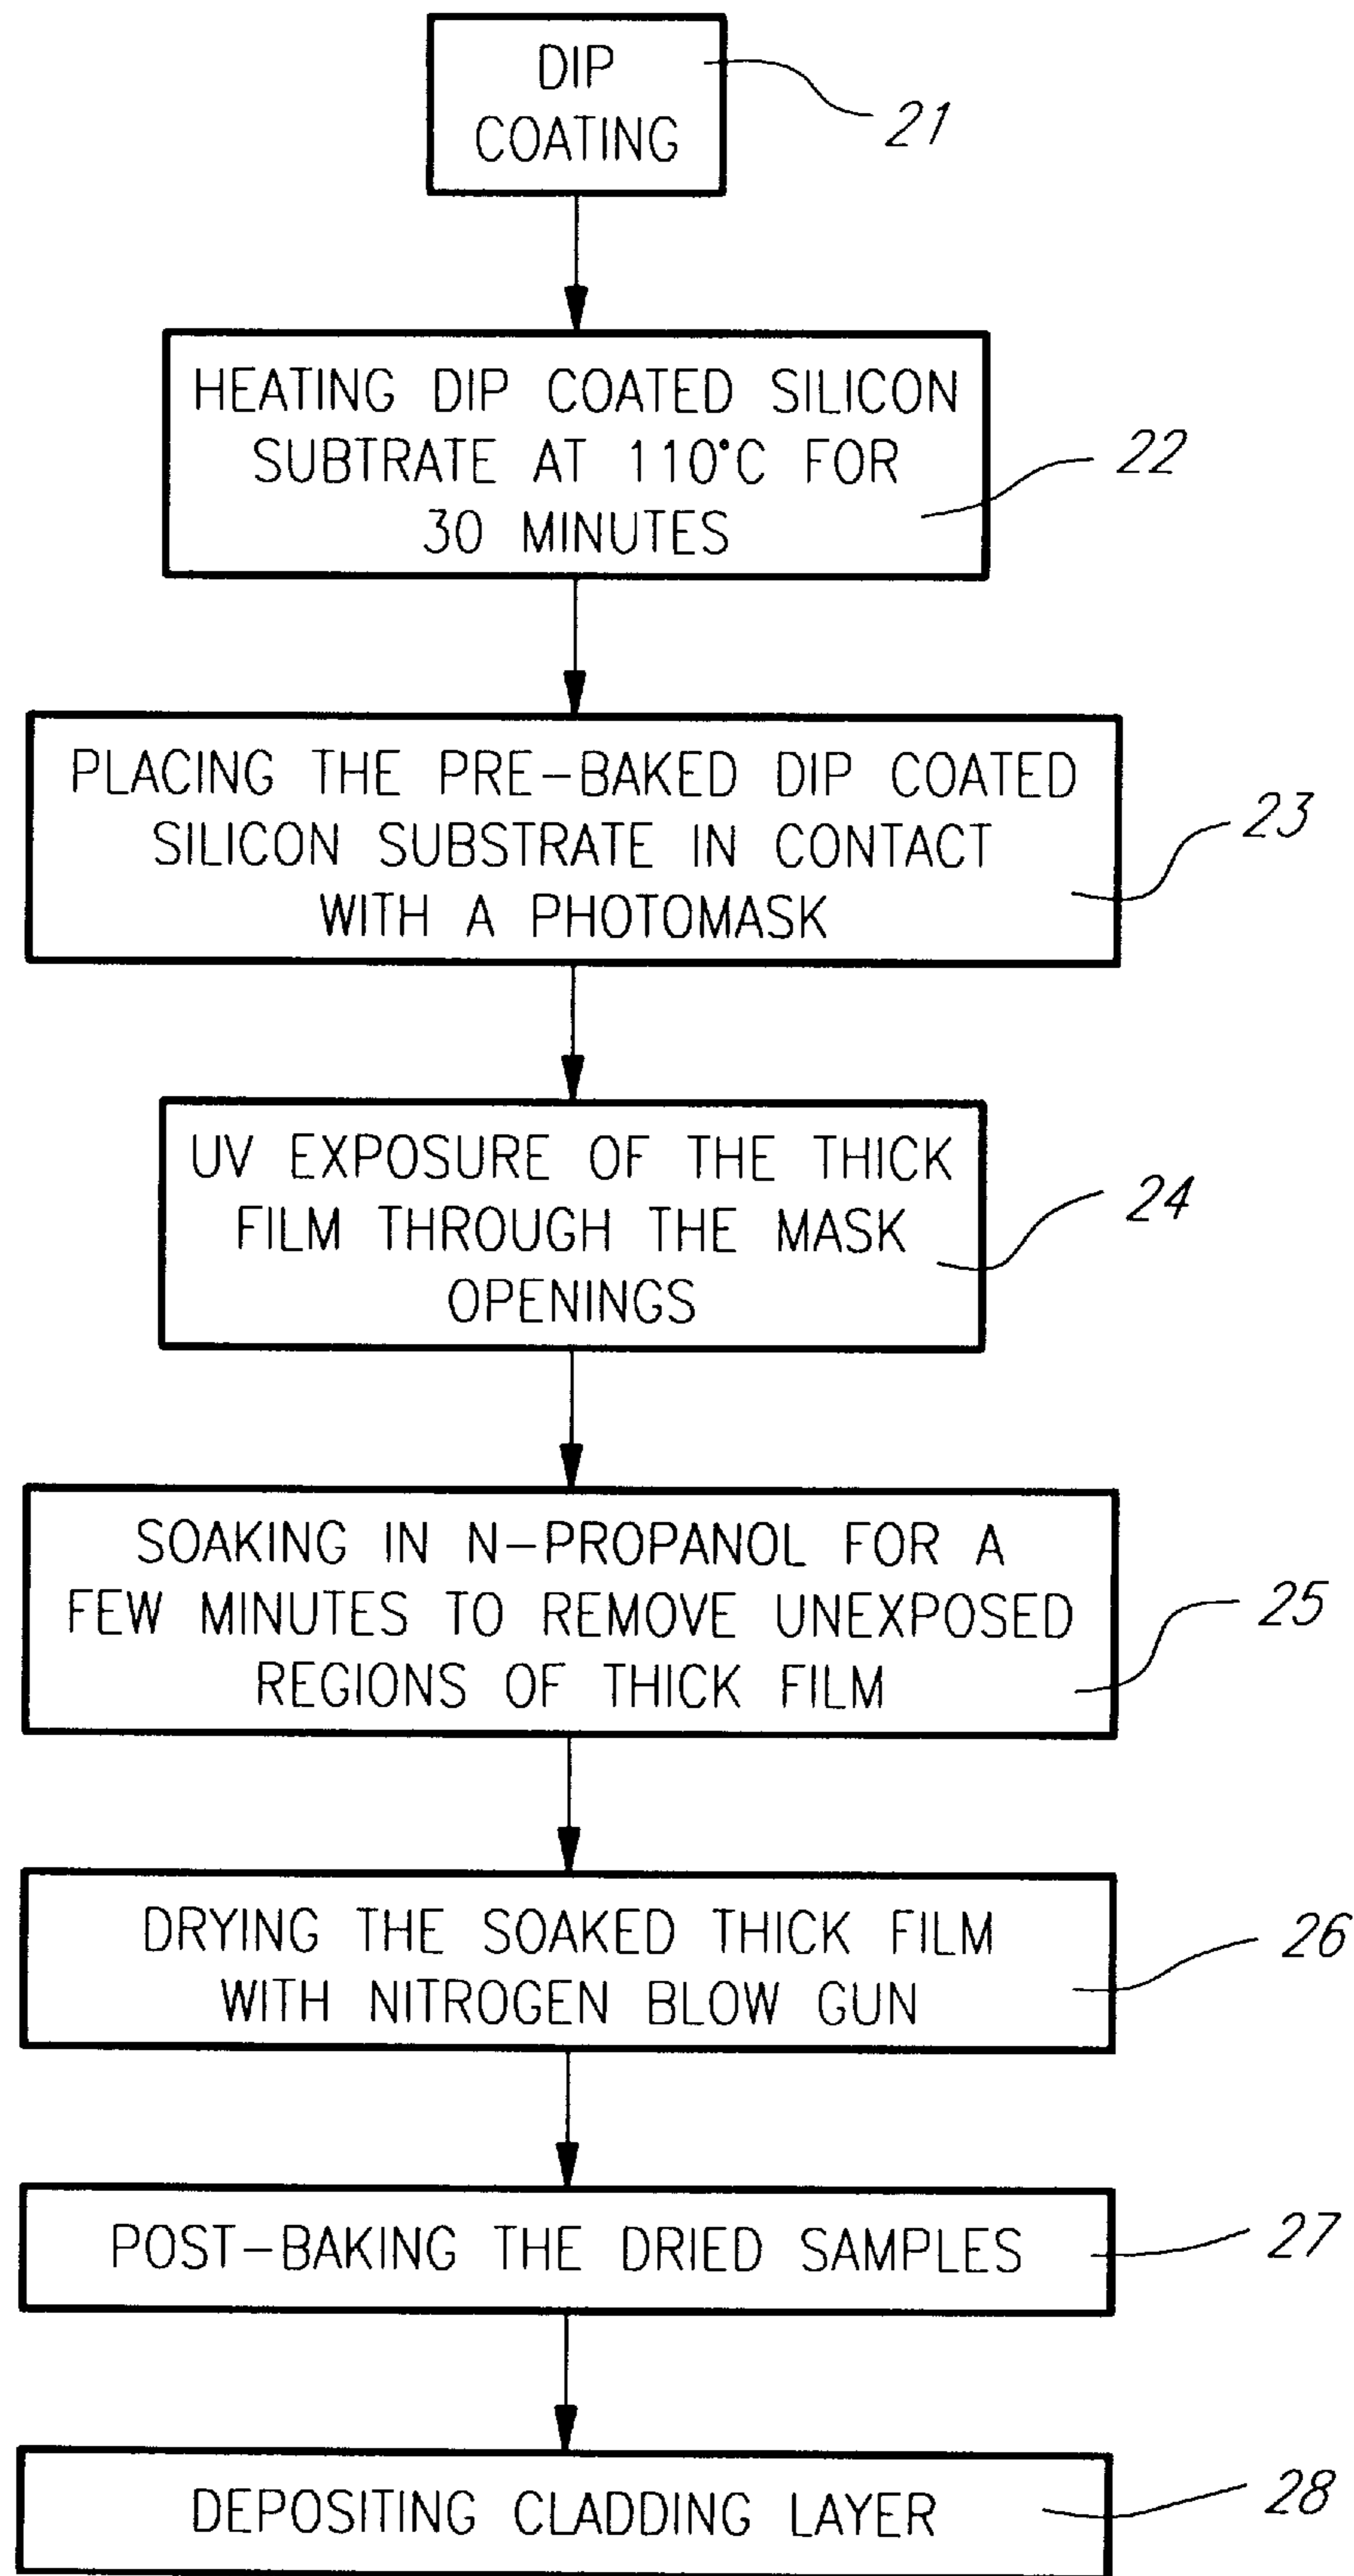 DIP
COATING
21
HEATING DIP COATED SILICON
SUBTRATE AT 110°C FOR
30 MINUTES
22
PLACING THE PRE-BAKED DIP COATED
SILICON SUBSTRATE IN CONTACT
WITH A PHOTOMASK
23
UV EXPOSURE OF THE THICK
FILM THROUGH THE MASK
OPENINGS
24
SOAKING IN N-PROPANOL FOR A
FEW MINUTES TO REMOVE UNEXPOSED
REGIONS OF THICK FILM
25
DRYING THE SOAKED THICK FILM
WITH NITROGEN BLOW GUN
26
POST-BAKING THE DRIED SAMPLES
27
DEPOSITING CLADDING LAYER
28